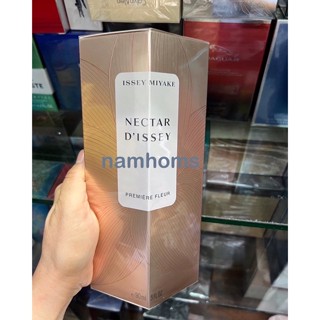 ISSEY MIYAKE
NECTAR
D'ISSEY
namhoms
PREMIÈRE FLEUR